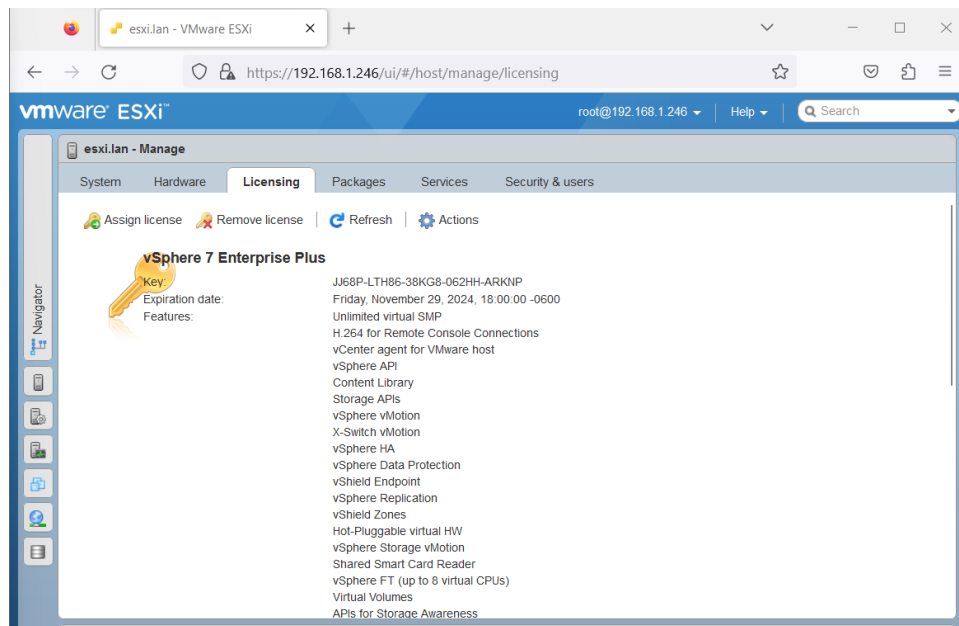 esxi.lan - VMware ESXi
https://192.168.1.246/ui/#/host/manage/licensing
vmware® ESXi™
root@192.168.1.246
Help
Search
esxi.lan - Manage
System Hardware Licensing Packages Services Security & users
Assign license Remove license Refresh Actions
Navigator
vSphere 7 Enterprise Plus
Key: JJ68P-LTH86-38KG8-062HH-ARKNP
Expiration date: Friday, November 29, 2024, 18:00:00 -0600
Features: Unlimited virtual SMP
H.264 for Remote Console Connections
vCenter agent for VMware host
vSphere API
Content Library
Storage APIs
vSphere vMotion
X-Switch vMotion
vSphere HA
vSphere Data Protection
vShield Endpoint
vSphere Replication
vShield Zones
Hot-Pluggable virtual HW
vSphere Storage vMotion
Shared Smart Card Reader
vSphere FT (up to 8 virtual CPUs)
Virtual Volumes
APIs for Storage Awareness